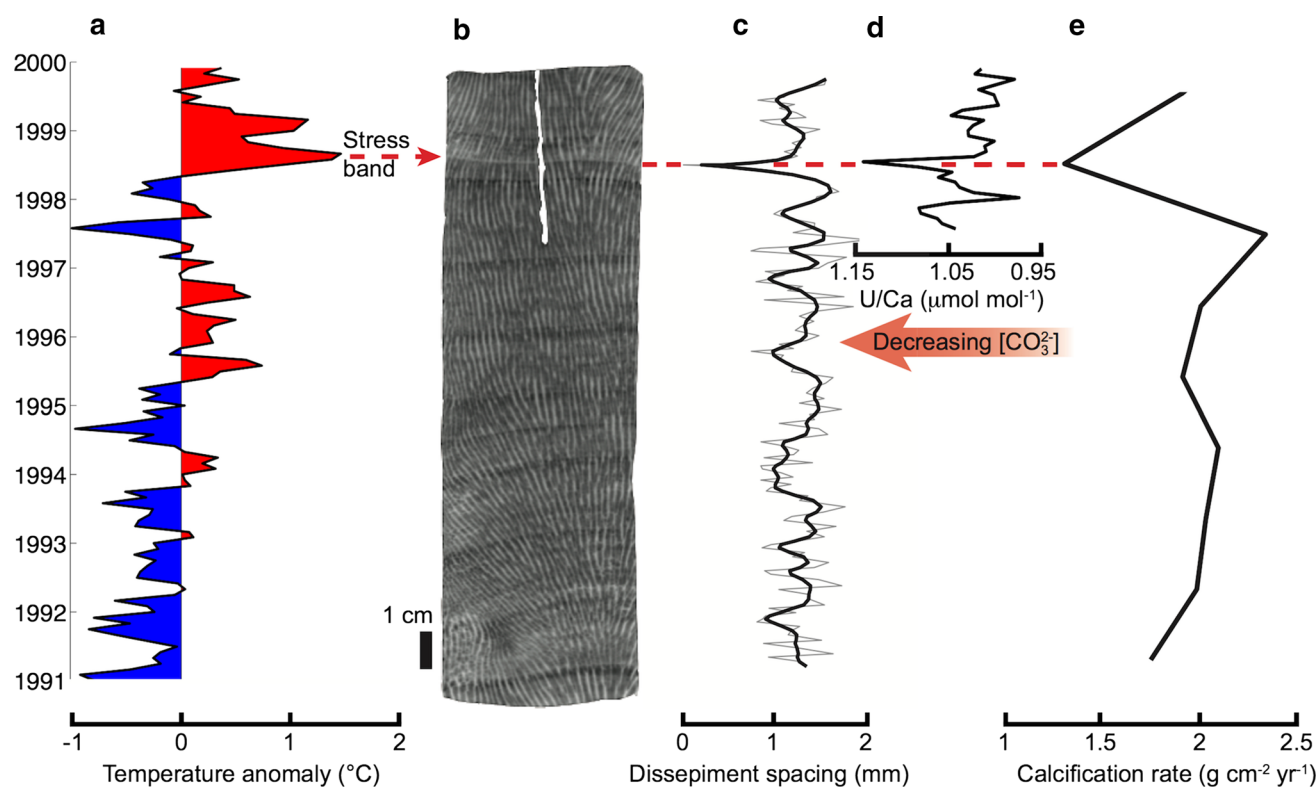 a
b
c
d
e
2000
1999
1998
1997
1996
1995
1994
1993
1992
1991
Stress
band
1.15
1.05
0.95
U/Ca (μmol mol⁻¹)
Decreasing [CO₃²⁻]
1 cm
-1
0
1
2
0
1
2
1
1.5
2
2.5
Temperature anomaly (°C)
Dissepiment spacing (mm)
Calcification rate (g cm⁻² yr⁻¹)